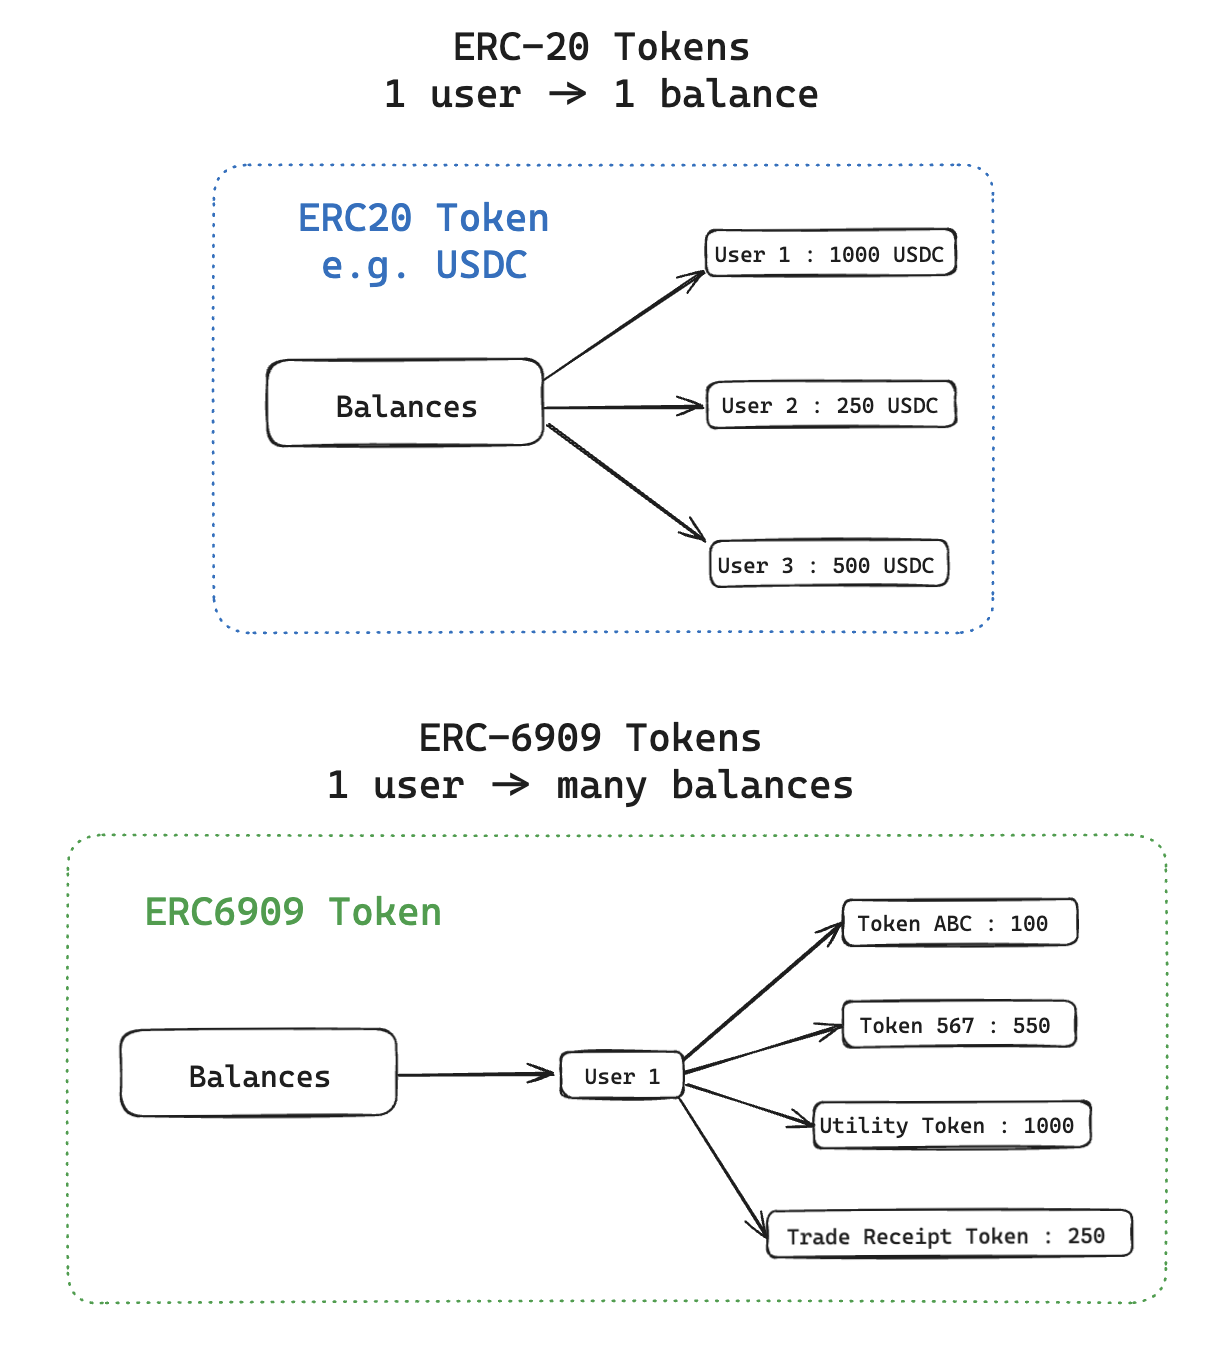 ERC-20 Tokens
1 user -> 1 balance
ERC20 Token
e.g. USDC
User 1 : 1000 USDC
Balances
User 2 : 250 USDC
User 3 : 500 USDC
ERC-6909 Tokens
1 user -> many balances
ERC6909 Token
Token ABC : 100
Token 567 : 550
Balances
User 1
Utility Token : 1000
Trade Receipt Token : 250